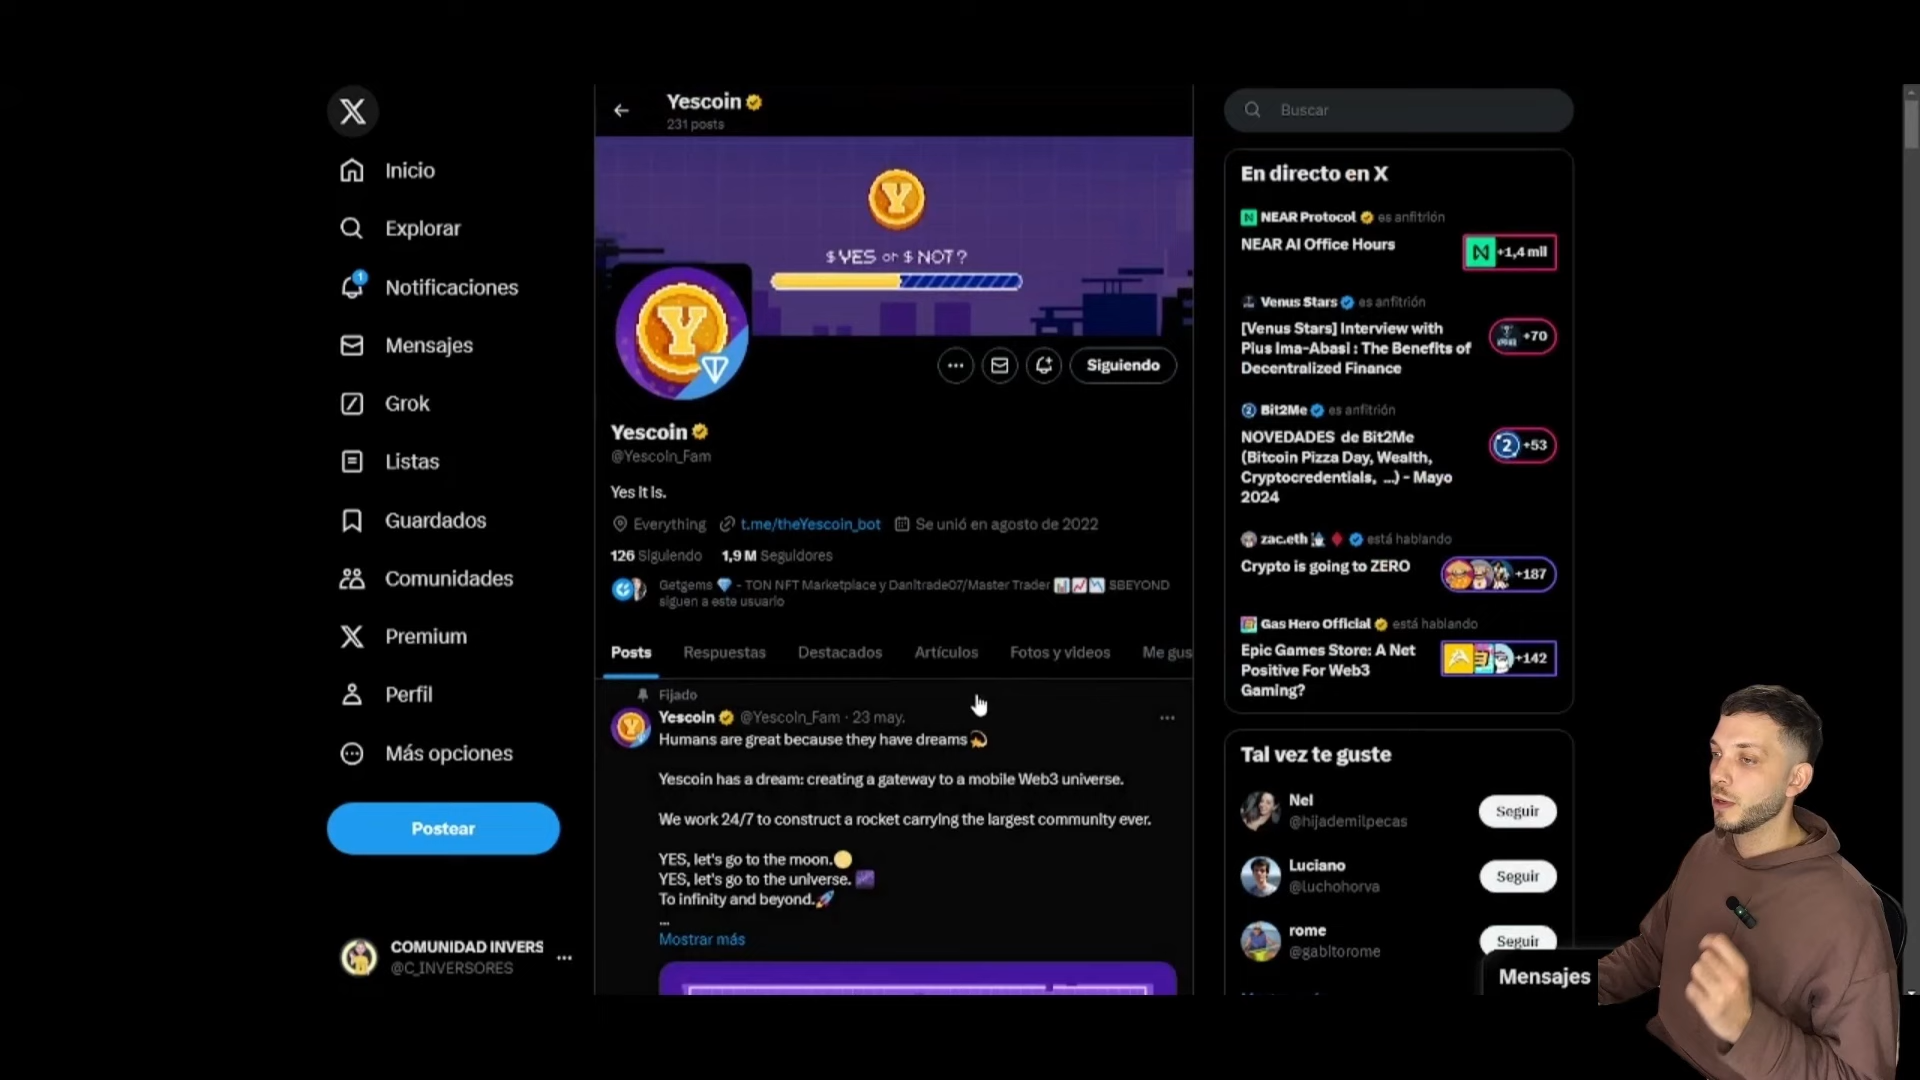 Inicio
Explorar
1
Notificaciones
Mensajes
Grok
Listas
Guardados
Comunidades
Premium
Perfil
Más opciones
Postear
COMUNIDAD INVERS
@C_INVERSORES
Yescoin
231 posts
$YES or $NOT?
Siguiendo
Yescoin
@Yescoin_Fam
Yes It Is.
Everything t.me/theYescoin_bot Se unió en agosto de 2022
126 Siguiendo 1,9 M Seguidores
Getgems - TON NFT Marketplace y Danitrade07/Master Trader $BEYOND
siguen a este usuario
Posts Respuestas Destacados Artículos Fotos y videos Me gus
Fijado
Yescoin @Yescoin_Fam · 23 may.
Humans are great because they have dreams
Yescoin has a dream: creating a gateway to a mobile Web3 universe.
We work 24/7 to construct a rocket carrying the largest community ever.
YES, let's go to the moon.
YES, let's go to the universe.
To infinity and beyond.
...
Mostrar más
Buscar
En directo en X
NEAR Protocol es anfitrión
NEAR AI Office Hours
+1,4 mil
Venus Stars es anfitrión
[Venus Stars] Interview with
Pius Ima-Abasi : The Benefits of
Decentralized Finance
+70
Bit2Me es anfitrión
NOVEDADES de Bit2Me
(Bitcoin Pizza Day, Wealth,
Cryptocredentials, ...) - Mayo
2024
+53
zac.eth está hablando
Crypto is going to ZERO
+187
Gas Hero Official está hablando
Epic Games Store: A Net
Positive For Web3
Gaming?
+142
Tal vez te guste
Nel
@hijademilpecas
Seguir
Luciano
@luchohorva
Seguir
rome
@gabitorome
Seguir
Mensajes